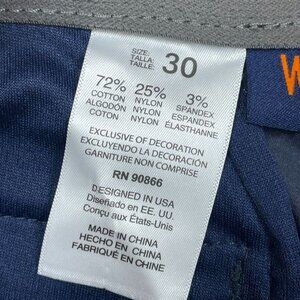 SIZE:
TALLA:
TAILLE:
30
72% 25% 3%
COTTON NYLON SPANDEX
ALGODÓN NYLON ESPANDEX
COTON NYLON ÉLASTHANNE
EXCLUSIVE OF DECORATION
EXCLUYENDO LA DECORACIÓN
GARNITURE NON COMPRISE
RN 90866
DESIGNED IN USA
Diseñado en EE. UU.
Conçu aux États-Unis
MADE IN CHINA
HECHO EN CHINA
FABRIQUÉ EN CHINE
W